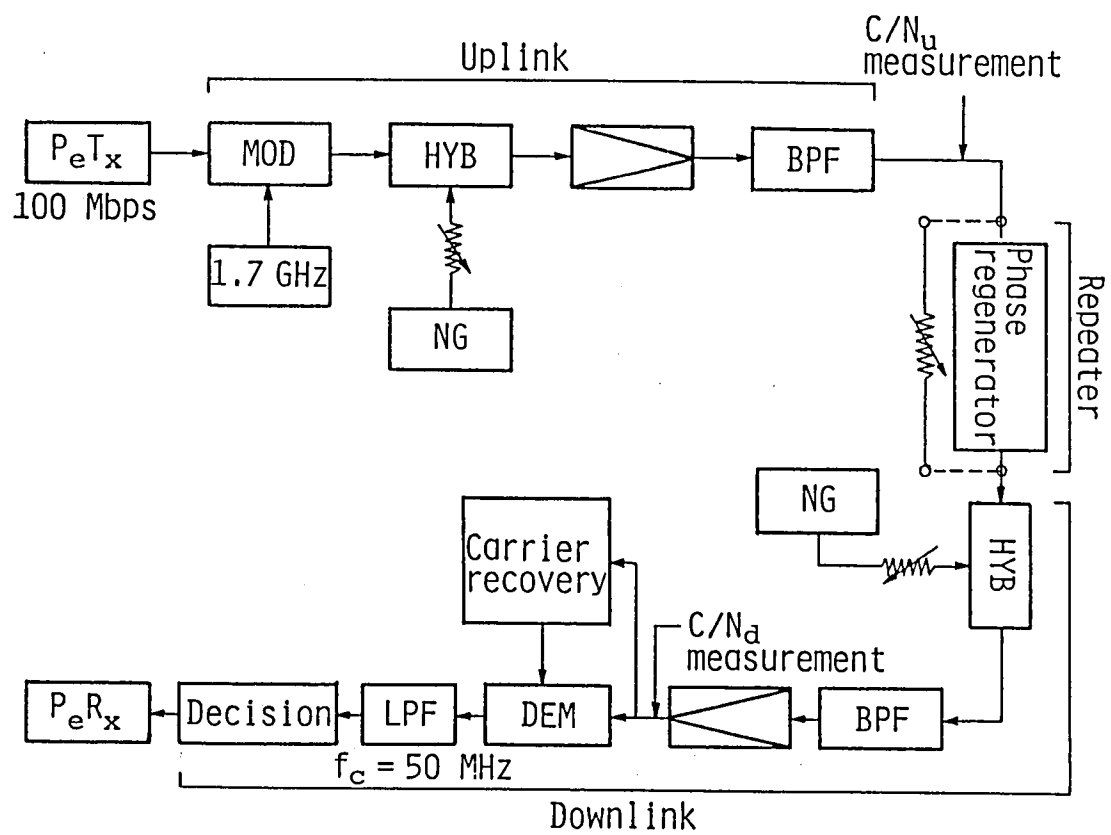 Uplink
C/Nu
measurement
PeTx
100 Mbps
MOD
HYB
BPF
1.7 GHz
NG
Phase
regenerator
Repeater
NG
HYB
Carrier
recovery
C/Nd
measurement
PeRx
Decision
LPF
DEM
BPF
fc = 50 MHz
Downlink